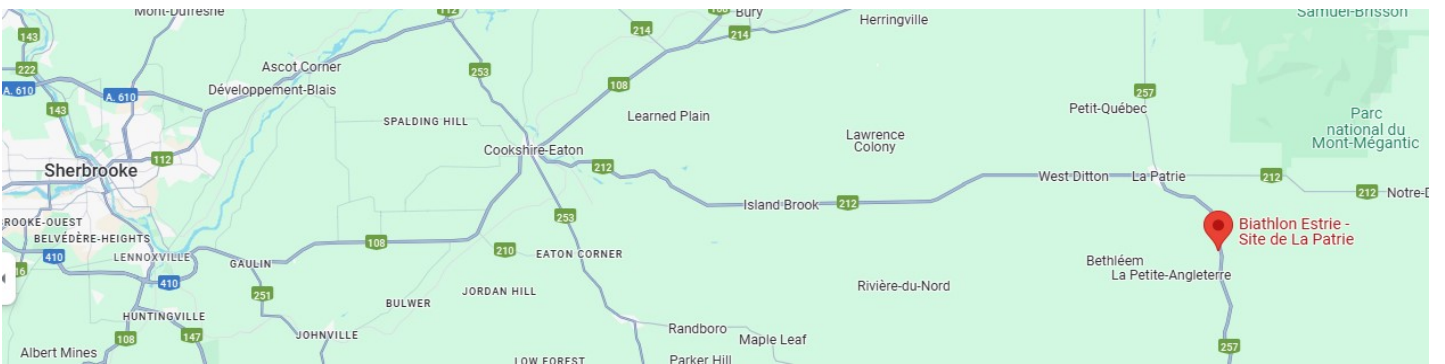 Mont-Dufresne
112
108
Bury
Samuel-Brisson
143
214
214
Herringville
222
Ascot Corner
253
A. 610
A. 610
Développement-Blais
108
257
143
Learned Plain
Petit-Québec
SPALDING HILL
Parc
national du
Mont-Mégantic
Lawrence
Colony
Cookshire-Eaton
112
212
Sherbrooke
West Ditton
La Patrie
212
212
Notre-D
Island Brook
212
253
ROOKE-OUEST
Biathlon Estrie -
Site de La Patrie
BELVÉDÈRE-HEIGHTS
108
210
EATON CORNER
410
LENNOXVILLE
GAULIN
Bethléem
La Petite-Angleterre
16
410
251
JORDAN HILL
Rivière-du-Nord
BULWER
HUNTINGVILLE
Randboro
108
147
JOHNVILLE
Maple Leaf
257
Albert Mines
LOW FOREST
Parker Hill